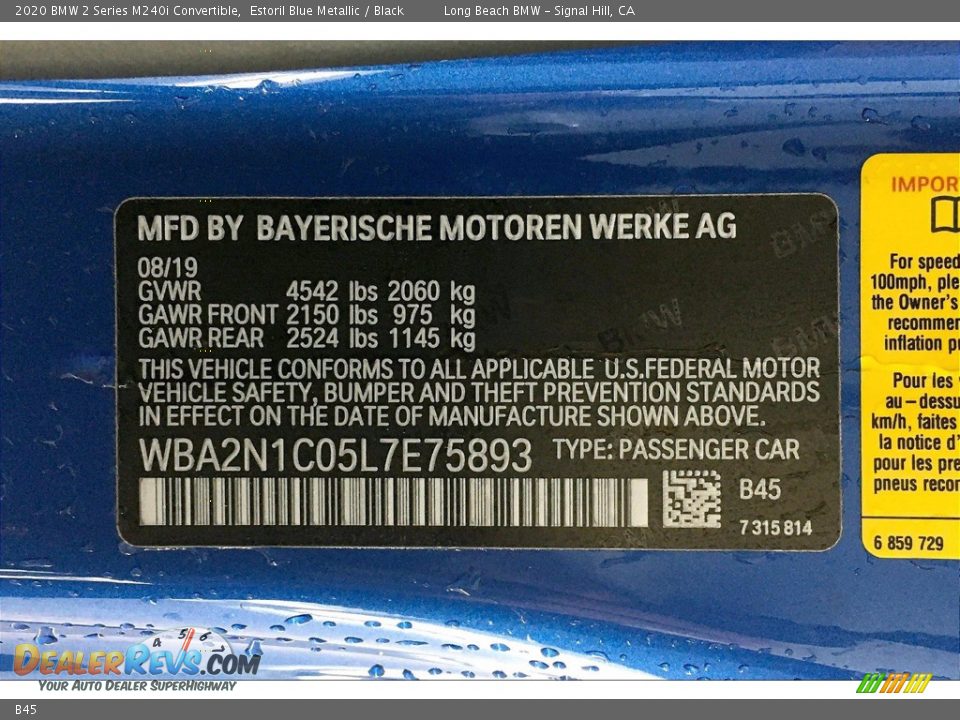 2020 BMW 2 Series M240i Convertible, Estoril Blue Metallic / Black Long Beach BMW – Signal Hill, CA
MFD BY BAYERISCHE MOTOREN WERKE AG
08/19
GVWR 4542 lbs 2060 kg
GAWR FRONT 2150 lbs 975 kg
GAWR REAR 2524 lbs 1145 kg
THIS VEHICLE CONFORMS TO ALL APPLICABLE U.S.FEDERAL MOTOR
VEHICLE SAFETY, BUMPER AND THEFT PREVENTION STANDARDS
IN EFFECT ON THE DATE OF MANUFACTURE SHOWN ABOVE.
WBA2N1C05L7E75893 TYPE: PASSENGER CAR
B45
7 315 814
IMPOR
For speed
100mph, ple
the Owner's
recommen
inflation p
Pour les
au–dessu
km/h, faites
la notice d'
pour les pre
pneus recor
6 859 729
4 5 6
DEALERREVS.COM
YOUR AUTO DEALER SUPERHIGHWAY
B45